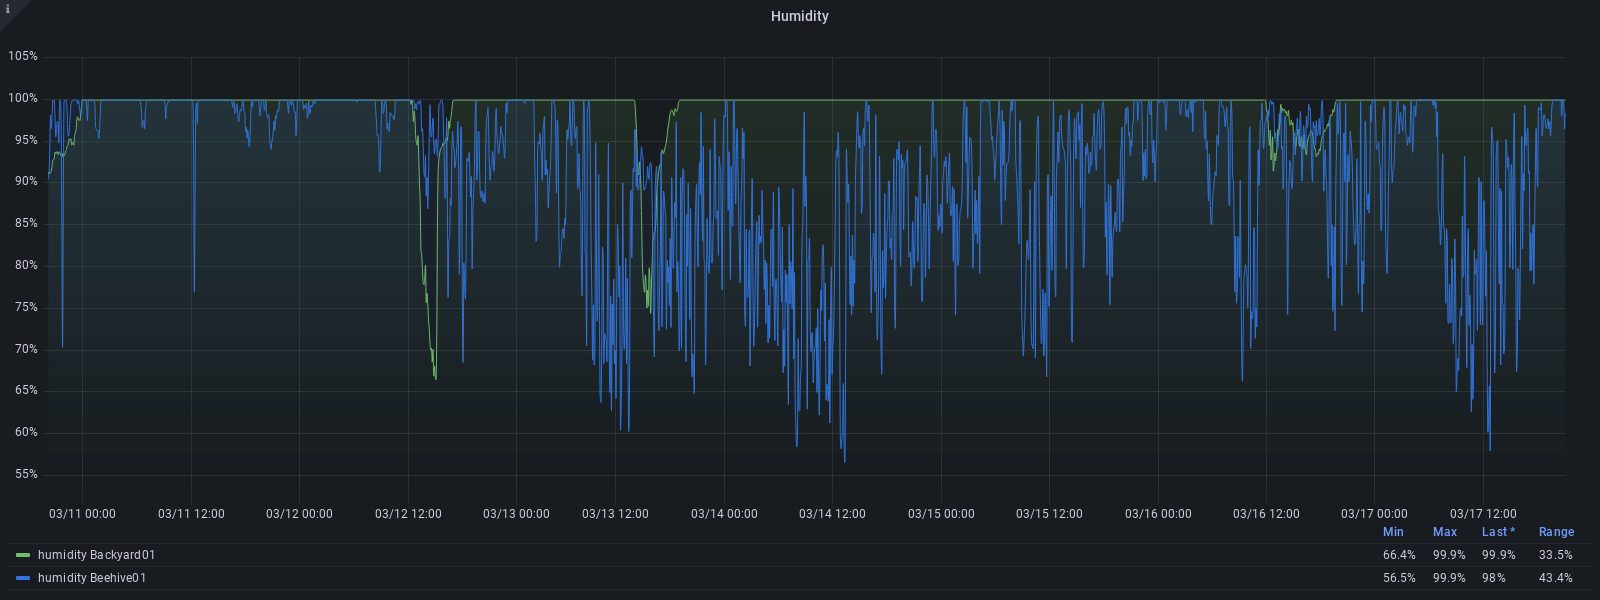 i
Humidity
105%
100%
95%
90%
85%
80%
75%
70%
65%
60%
55%
03/11 00:00 03/11 12:00 03/12 00:00 03/12 12:00 03/13 00:00 03/13 12:00 03/14 00:00 03/14 12:00 03/15 00:00 03/15 12:00 03/16 00:00 03/16 12:00 03/17 00:00 03/17 12:00
Min Max Last * Range
humidity Backyard01 66.4% 99.9% 99.9% 33.5%
humidity Beehive01 56.5% 99.9% 98% 43.4%